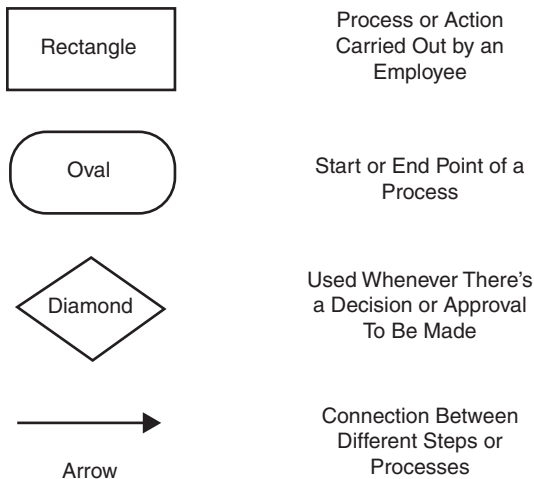 Rectangle
Process or Action
Carried Out by an
Employee
Oval
Start or End Point of a
Process
Diamond
Used Whenever There's
a Decision or Approval
To Be Made
Arrow
Connection Between
Different Steps or
Processes